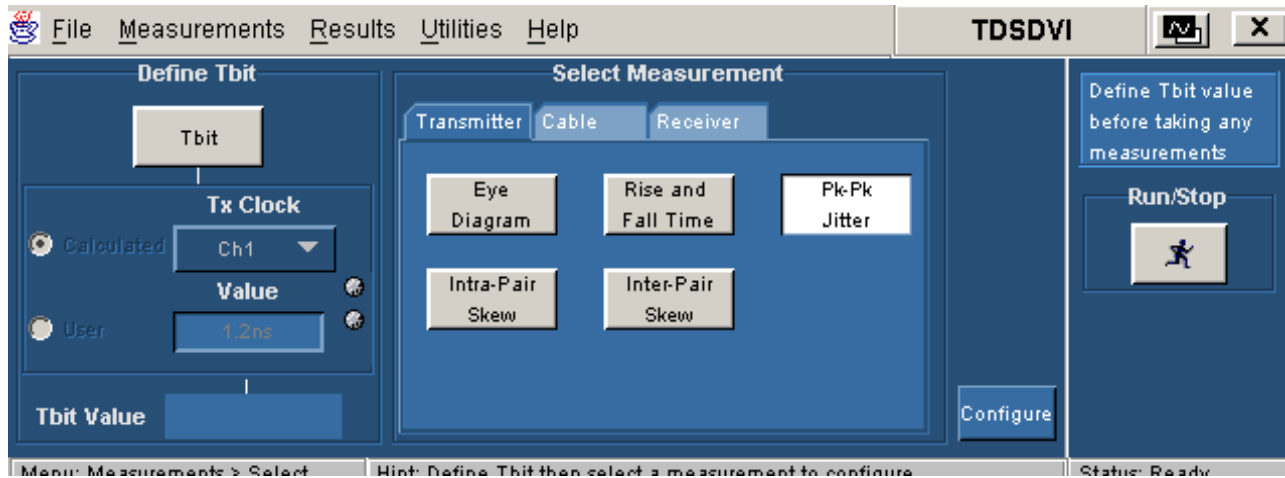 File Measurements Results Utilities Help
TDSDVI
X
Define Tbit
Tbit
Tx Clock
Calculated
Ch1
Value
User
1.2ns
Tbit Value
Select Measurement
Transmitter Cable Receiver
Eye
Diagram
Rise and
Fall Time
Pk-Pk
Jitter
Intra-Pair
Skew
Inter-Pair
Skew
Configure
Define Tbit value
before taking any
measurements
Run/Stop
Menu: Measurements > Select
Hint: Define Tbit then select a measurement to configure
Status: Ready